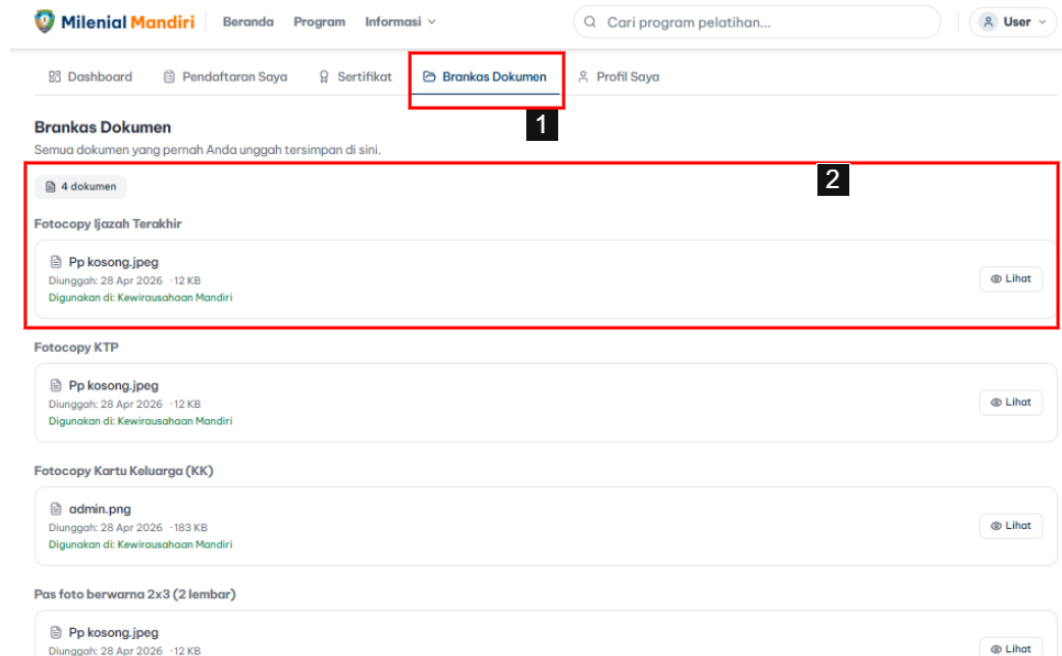 Milenial Mandiri Beranda Program Informasi Cari program pelatihan... User
Dashboard Pendaftaran Saya Sertifikat Brankas Dokumen Profil Saya
1
Brankas Dokumen
Semua dokumen yang pernah Anda unggah tersimpan di sini.
2
4 dokumen
Fotocopy Ijazah Terakhir
Pp kosong.jpeg
Diunggah: 28 Apr 2026 · 12 KB
Lihat
Digunakan di: Kewirausahaan Mandiri
Fotocopy KTP
Pp kosong.jpeg
Diunggah: 28 Apr 2026 · 12 KB
Lihat
Digunakan di: Kewirausahaan Mandiri
Fotocopy Kartu Keluarga (KK)
admin.png
Diunggah: 28 Apr 2026 · 183 KB
Lihat
Digunakan di: Kewirausahaan Mandiri
Pas foto berwarna 2x3 (2 lembar)
Pp kosong.jpeg
Diunggah: 28 Apr 2026 · 12 KB
Lihat